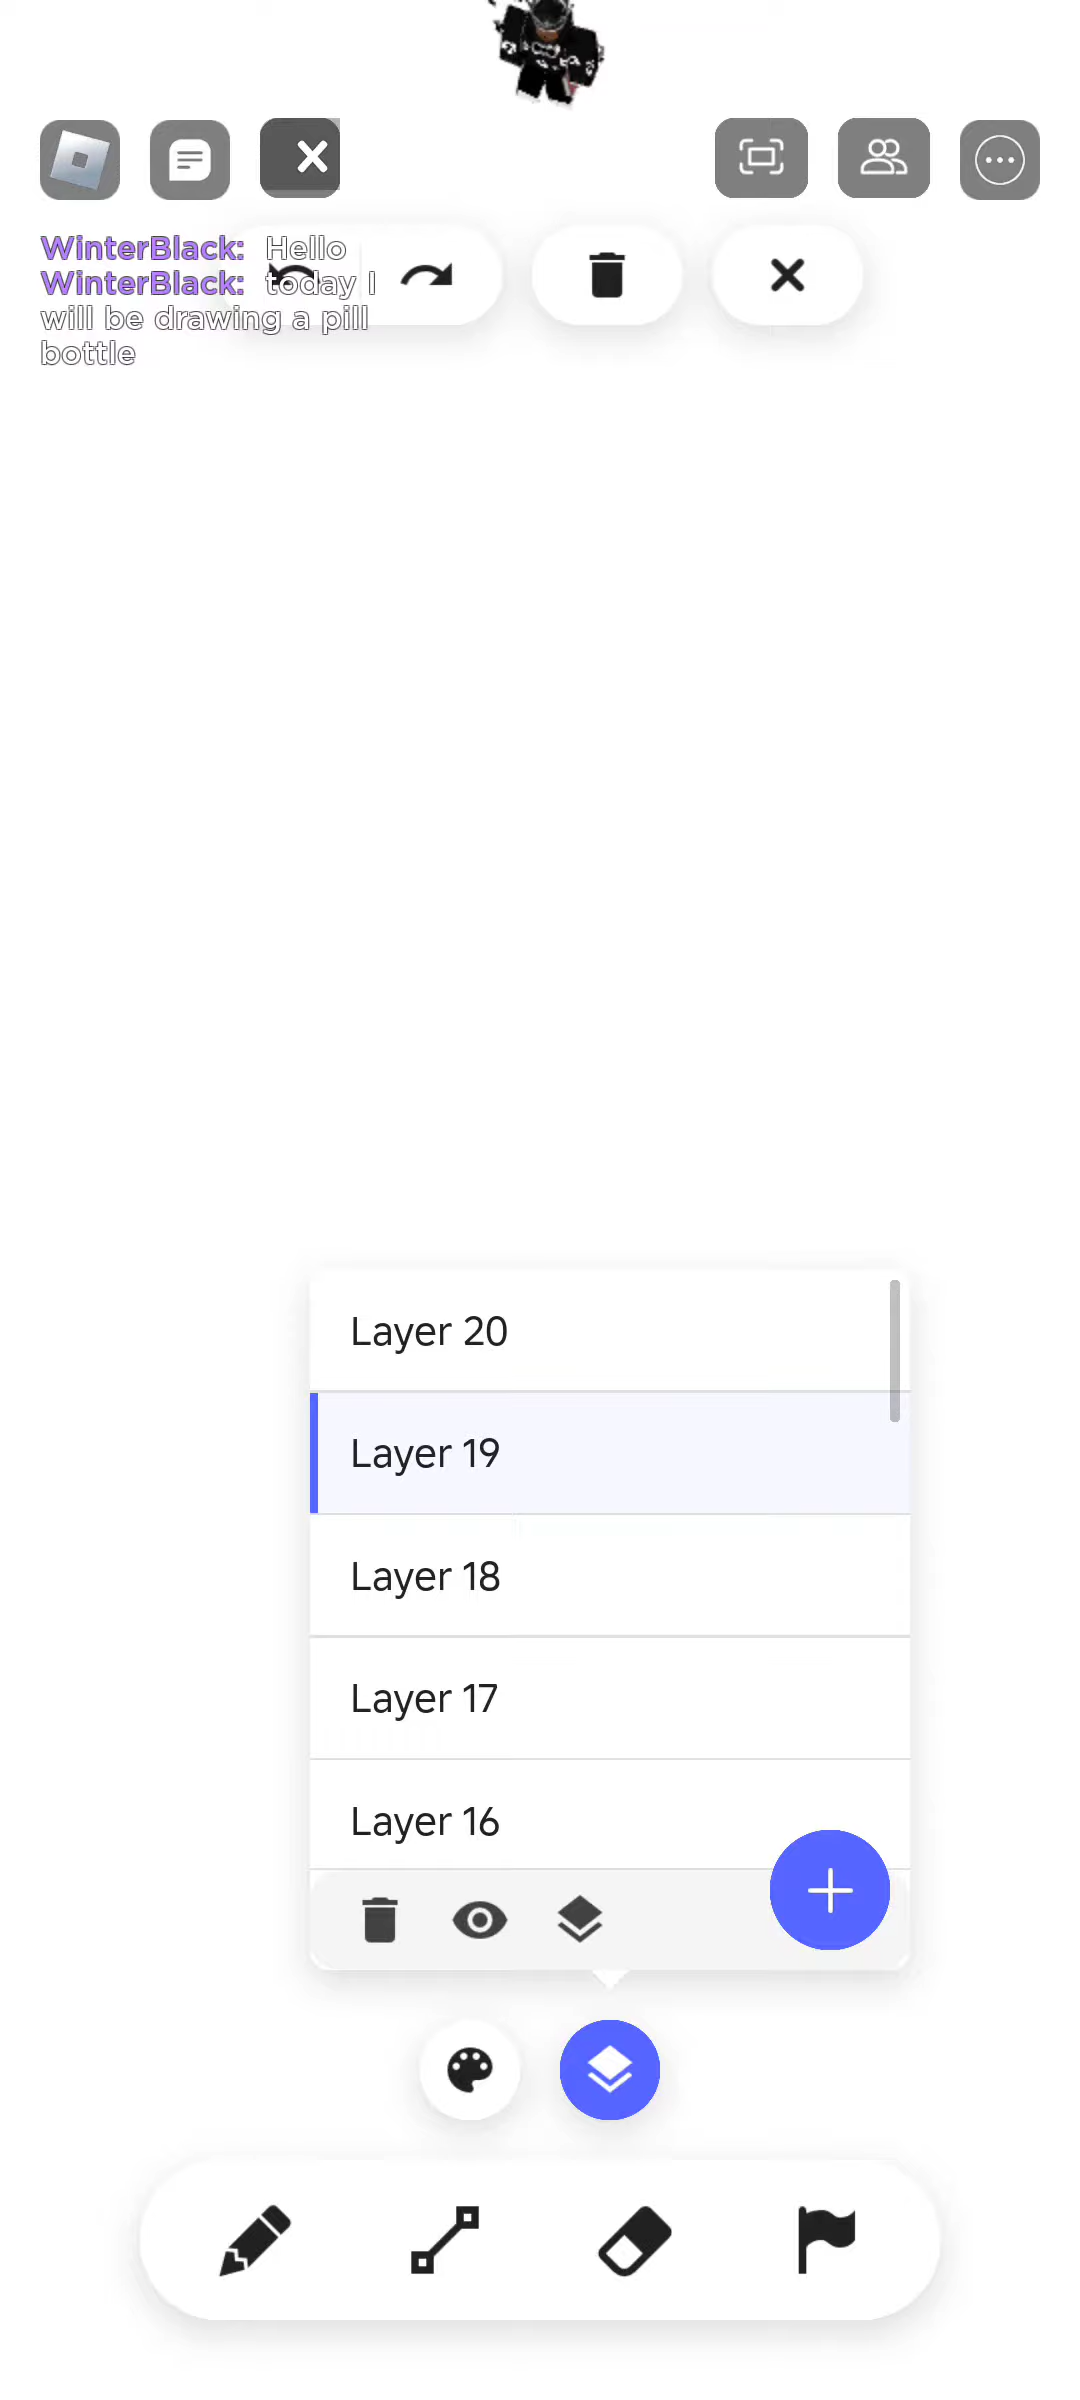 WinterBlack: Hello
WinterBlack: today I
will be drawing a pill
bottle
Layer 20
Layer 19
Layer 18
Layer 17
Layer 16